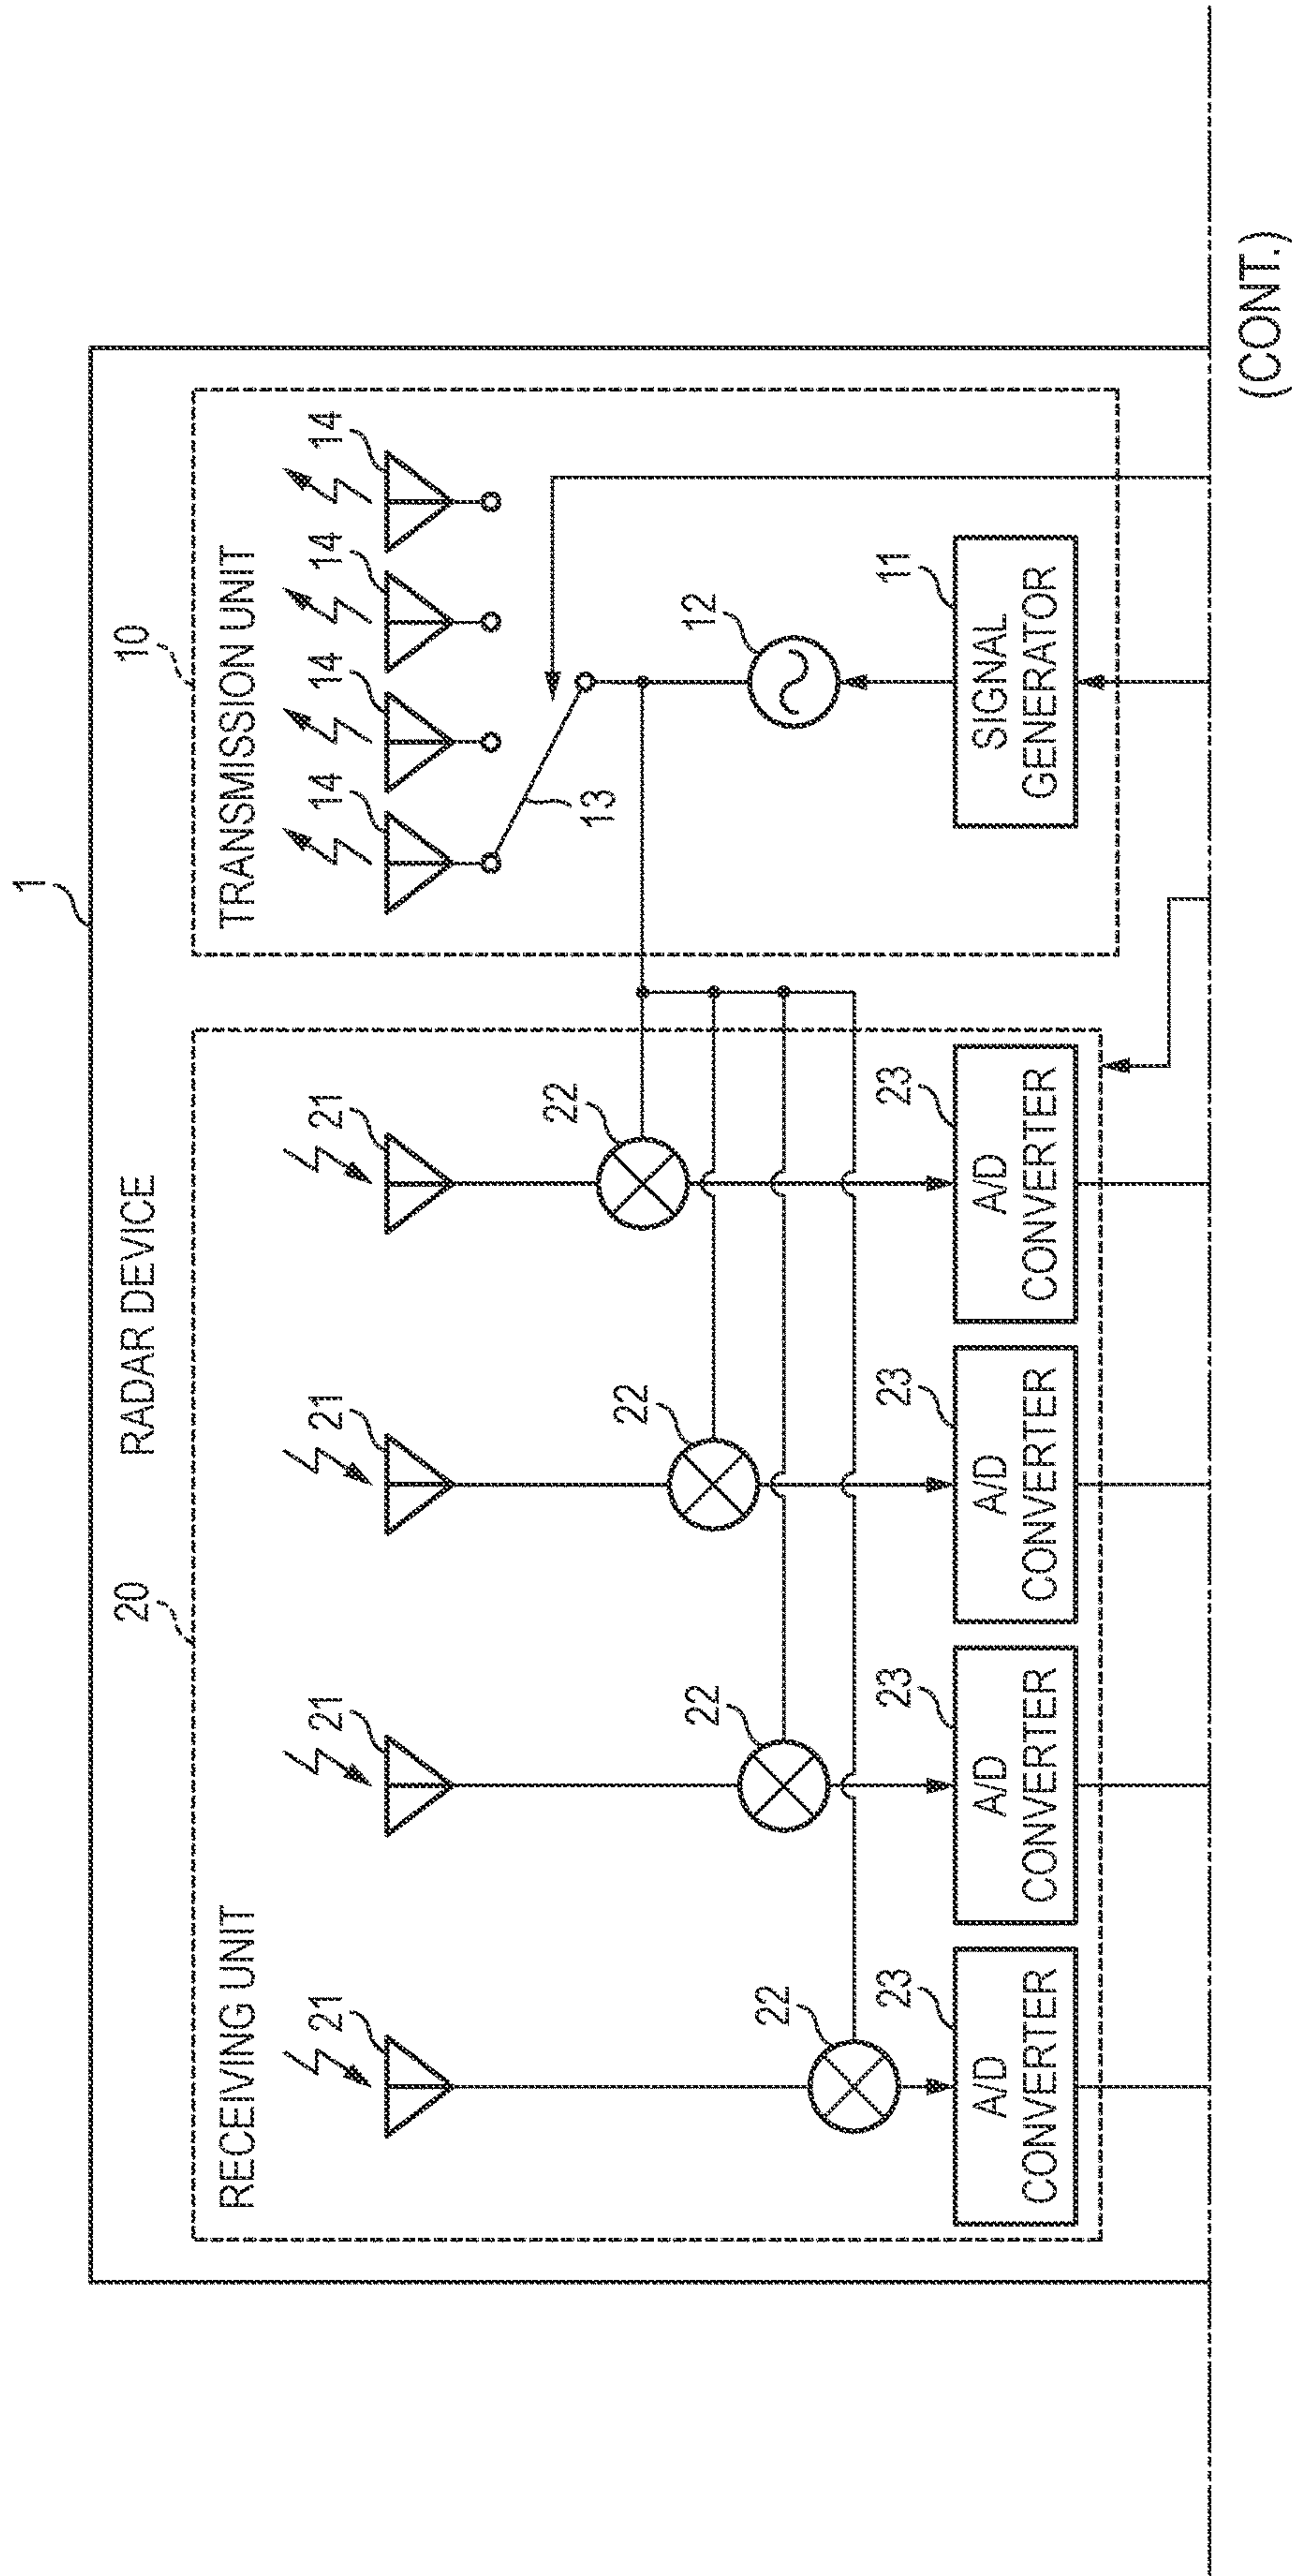 1
RADAR DEVICE
20
10
RECEIVING UNIT
TRANSMISSION UNIT
21
21
21
21
14
14
14
14
22
22
22
22
13
12
23
23
23
23
11
A/D
CONVERTER
A/D
CONVERTER
A/D
CONVERTER
A/D
CONVERTER
SIGNAL
GENERATOR
(CONT.)